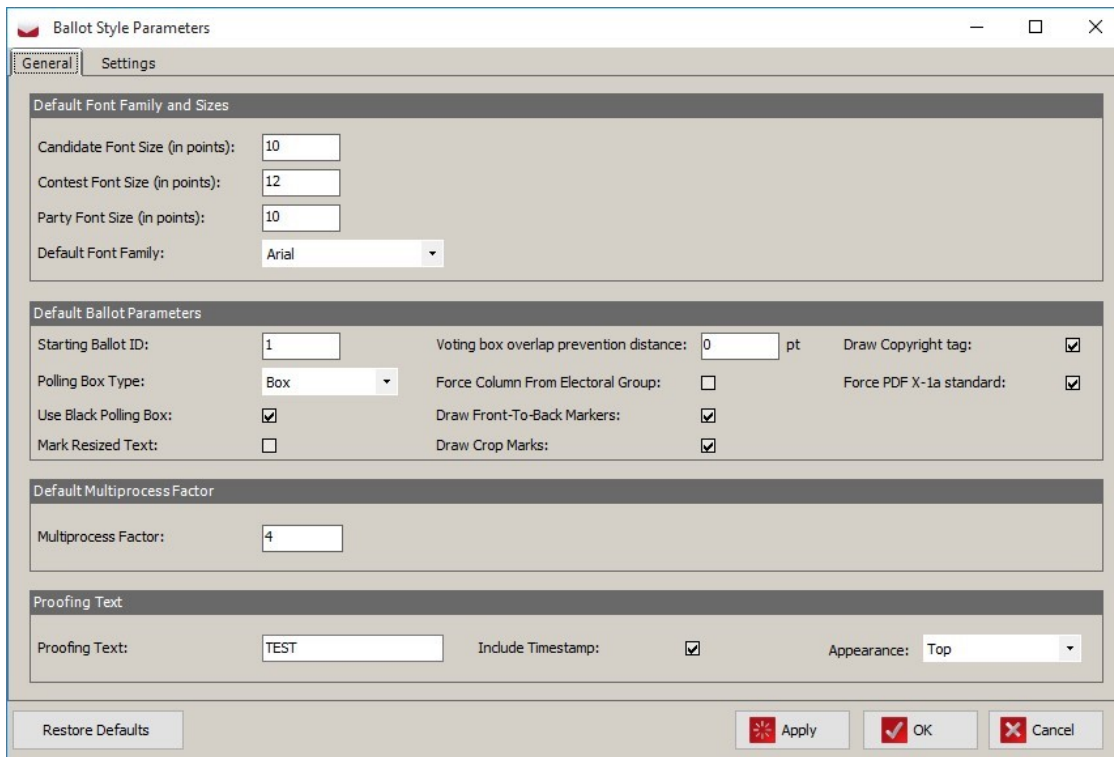 Ballot Style Parameters
General Settings
Default Font Family and Sizes
Candidate Font Size (in points): 10
Contest Font Size (in points): 12
Party Font Size (in points): 10
Default Font Family: Arial
Default Ballot Parameters
Starting Ballot ID: 1 Voting box overlap prevention distance: 0 pt Draw Copyright tag:
Polling Box Type: Box Force Column From Electoral Group: Force PDF X-1a standard:
Use Black Polling Box: Draw Front-To-Back Markers:
Mark Resized Text: Draw Crop Marks:
Default Multiprocess Factor
Multiprocess Factor: 4
Proofing Text
Proofing Text: TEST Include Timestamp: Appearance: Top
Restore Defaults Apply OK Cancel